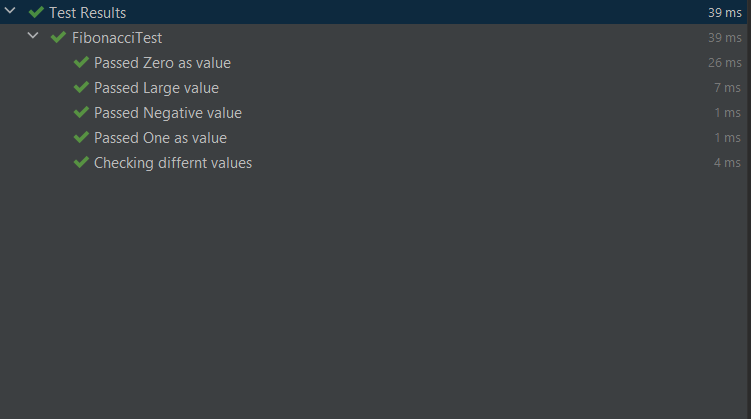 Test Results 39 ms
FibonacciTest 39 ms
Passed Zero as value 26 ms
Passed Large value 7 ms
Passed Negative value 1 ms
Passed One as value 1 ms
Checking differnt values 4 ms